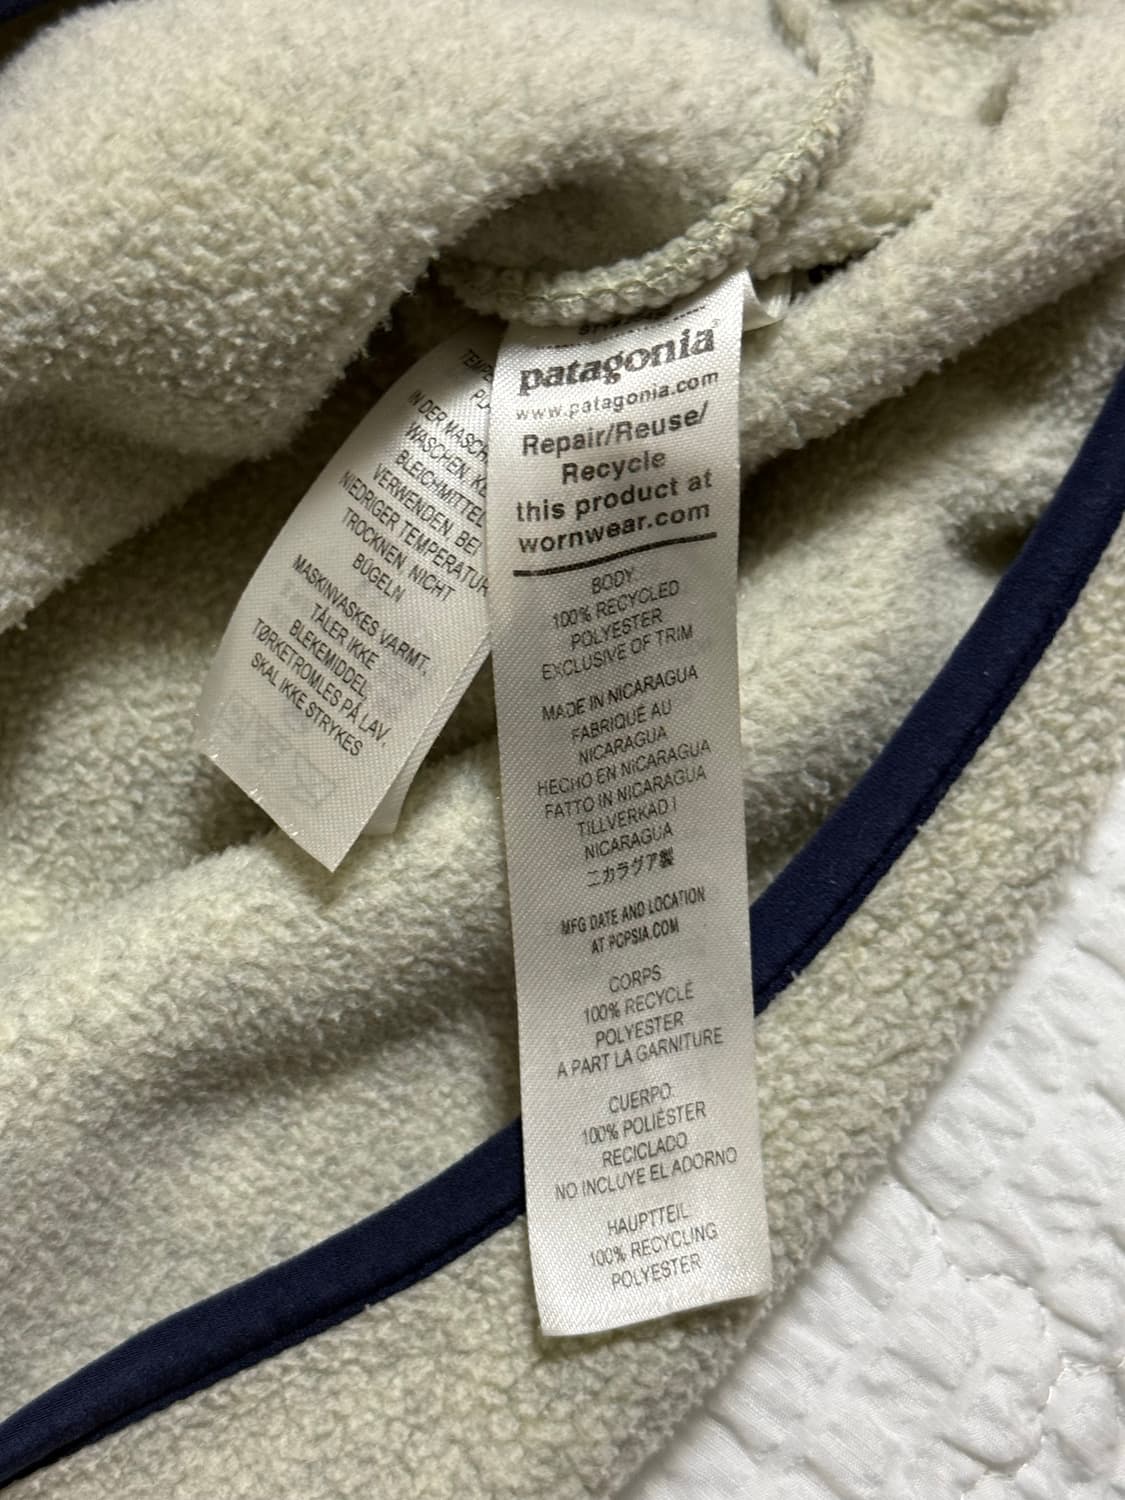 patagonia®
www.patagonia.com
Repair/Reuse/
Recycle
this product at
wornwear.com
BODY:
100% RECYCLED
POLYESTER
EXCLUSIVE OF TRIM
MADE IN NICARAGUA
FABRIQUÉ AU
NICARAGUA
HECHO EN NICARAGUA
FATTO IN NICARAGUA
TILLVERKAD I
NICARAGUA
ニカラグア製
MFG DATE AND LOCATION
AT PCPSIA.COM
CORPS
100% RECYCLÉ
POLYESTER
A PART LA GARNITURE
CUERPO:
100% POLIÉSTER
RECICLADO
NO INCLUYE EL ADORNO
HAUPTTEIL:
100% RECYCLING
POLYESTER
IN DER MASCH
WASCHEN, KE
BLEICHMITTEL
VERWENDEN, BEI
NIEDRIGER TEMPERATUR
TROCKNEN, NICHT
BÜGELN
MASKINVASKES VARMT,
TÅLER IKKE
BLEKEMIDDEL,
TØRKETROMLES PÅ LAV,
SKAL IKKE STRYKES